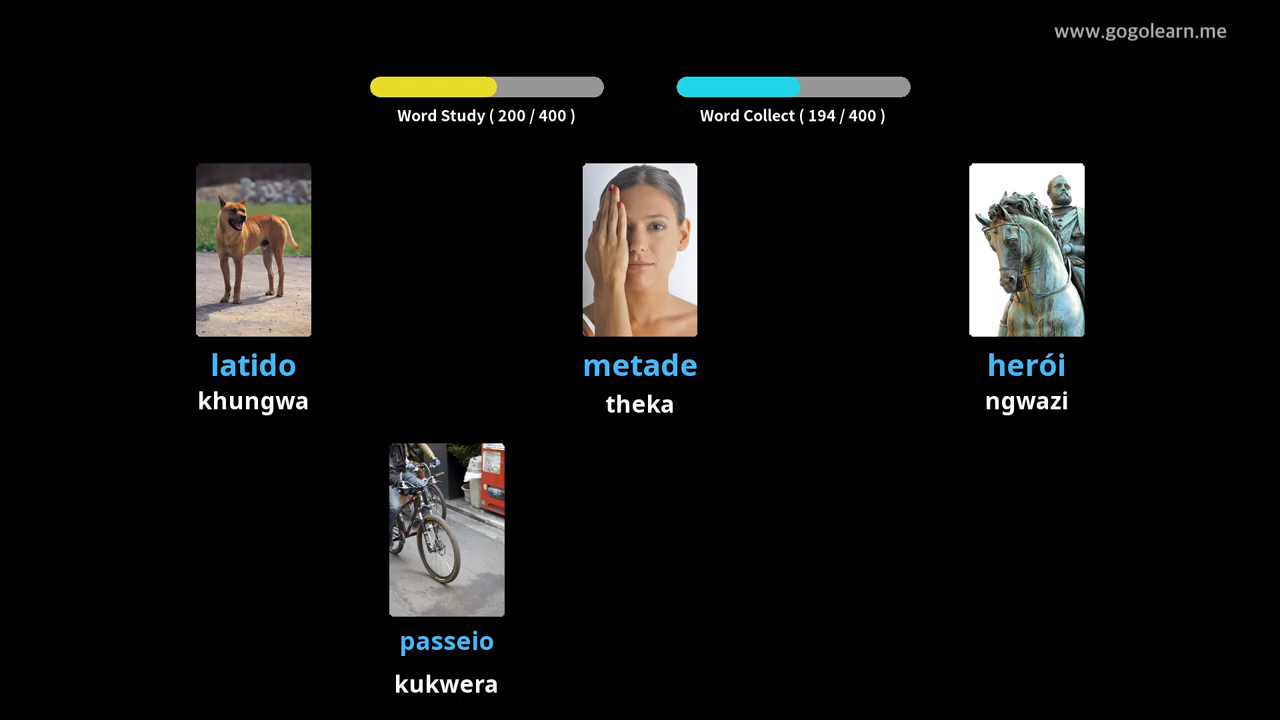 www.gogolearn.me
Word Study ( 200 / 400 )
Word Collect ( 194 / 400 )
latido
metade
herói
khungwa
theka
ngwazi
passeio
kukwera